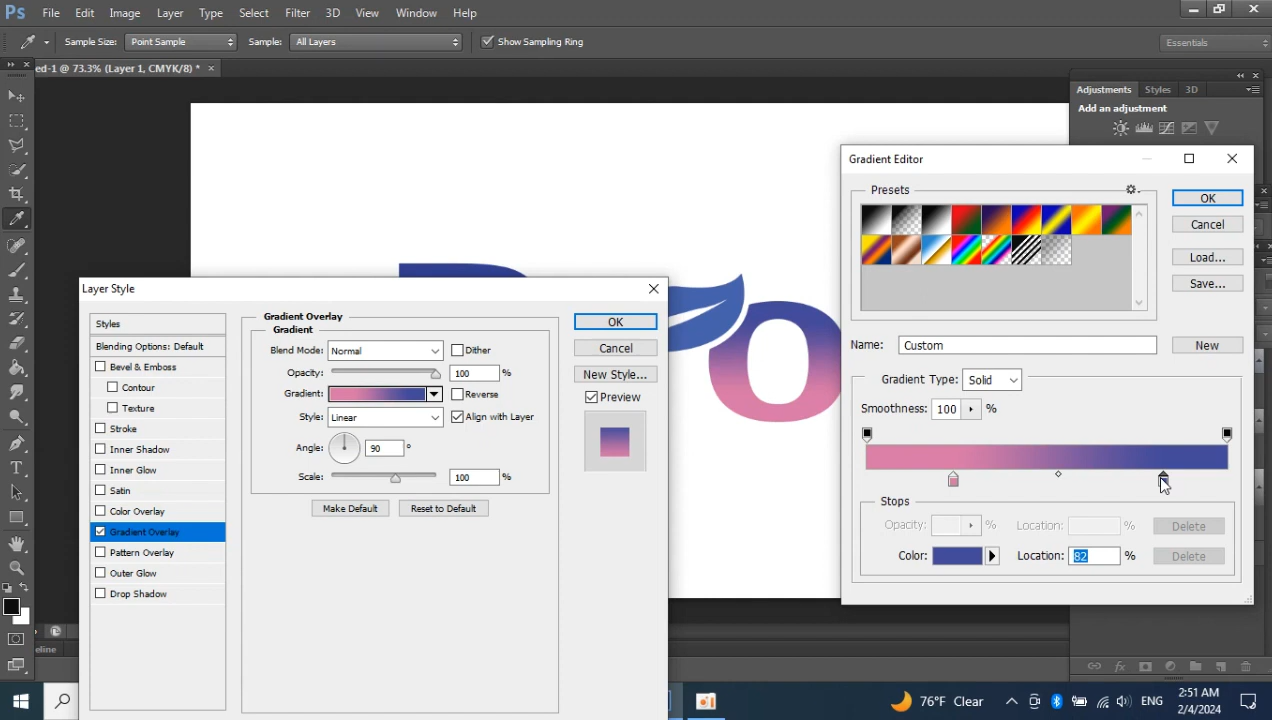 Ps File Edit Image Layer Type Select Filter 3D View Window Help
Sample Size: Point Sample Sample: All Layers Show Sampling Ring Essentials
ed-1 @ 73.3% (Layer 1, CMYK/8) * ×
Adjustments Styles 3D
Add an adjustment
Gradient Editor
Presets
OK
Cancel
Load...
Save...
Name: Custom New
Gradient Type: Solid
Smoothness: 100 %
Stops
Opacity: % Location: % Delete
Color: Location: 82 % Delete
Layer Style
Styles
Blending Options: Default
Bevel & Emboss
Contour
Texture
Stroke
Inner Shadow
Inner Glow
Satin
Color Overlay
Gradient Overlay
Pattern Overlay
Outer Glow
Drop Shadow
Gradient Overlay
Gradient
Blend Mode: Normal Dither
Opacity: 100 %
Gradient: Reverse
Style: Linear Align with Layer
Angle: 90 °
Scale: 100 %
Make Default Reset to Default
OK
Cancel
New Style...
Preview
o
eline
fx
76°F Clear ENG 2:51 AM
2/4/2024